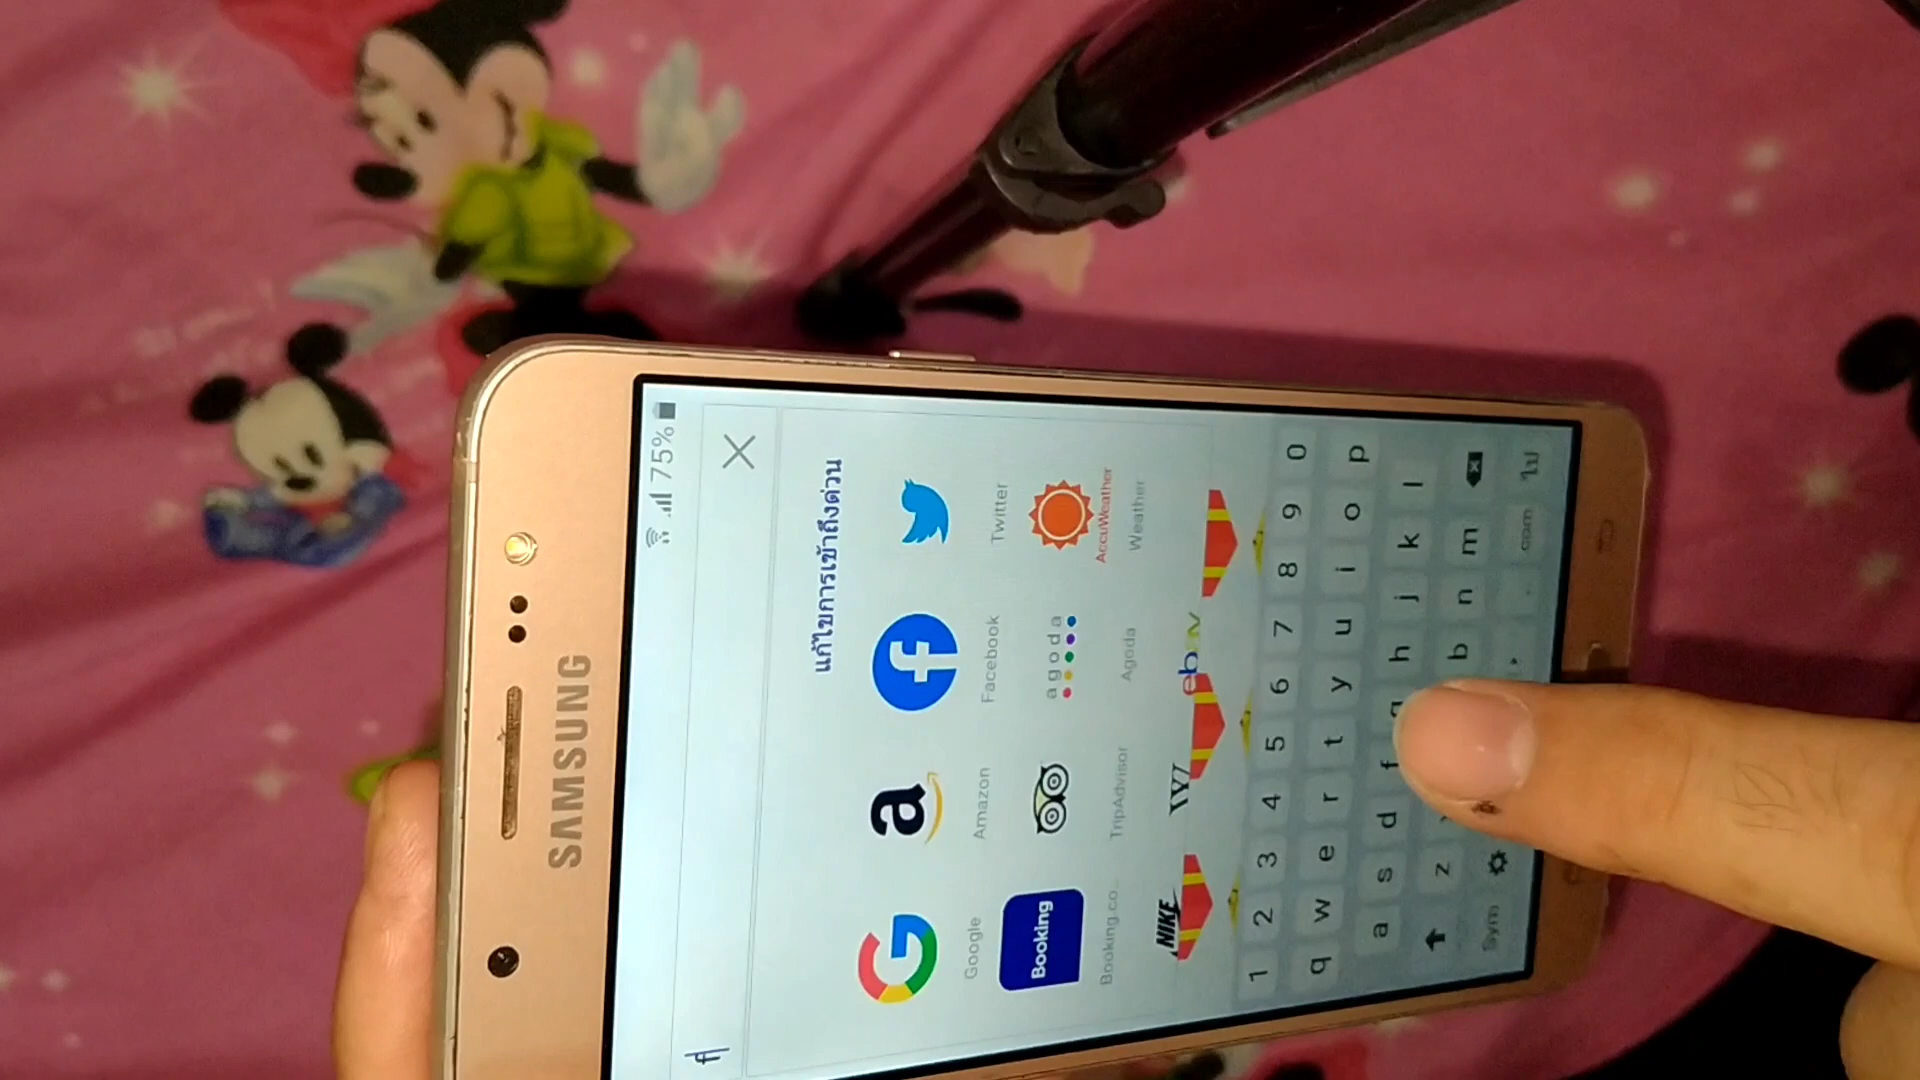 SAMSUNG
75%
f
แก้ไขการเข้าถึงด่วน
Google
Amazon
Facebook
Twitter
Booking
agoda
AccuWeather
Booking.co...
TripAdvisor
Agoda
Weather
NIKE
ebay
1 2 3 4 5 6 7 8 9 0
q w e r t y u i o p
a s d f g h j k l
z b n m
Sym , . .com ไป